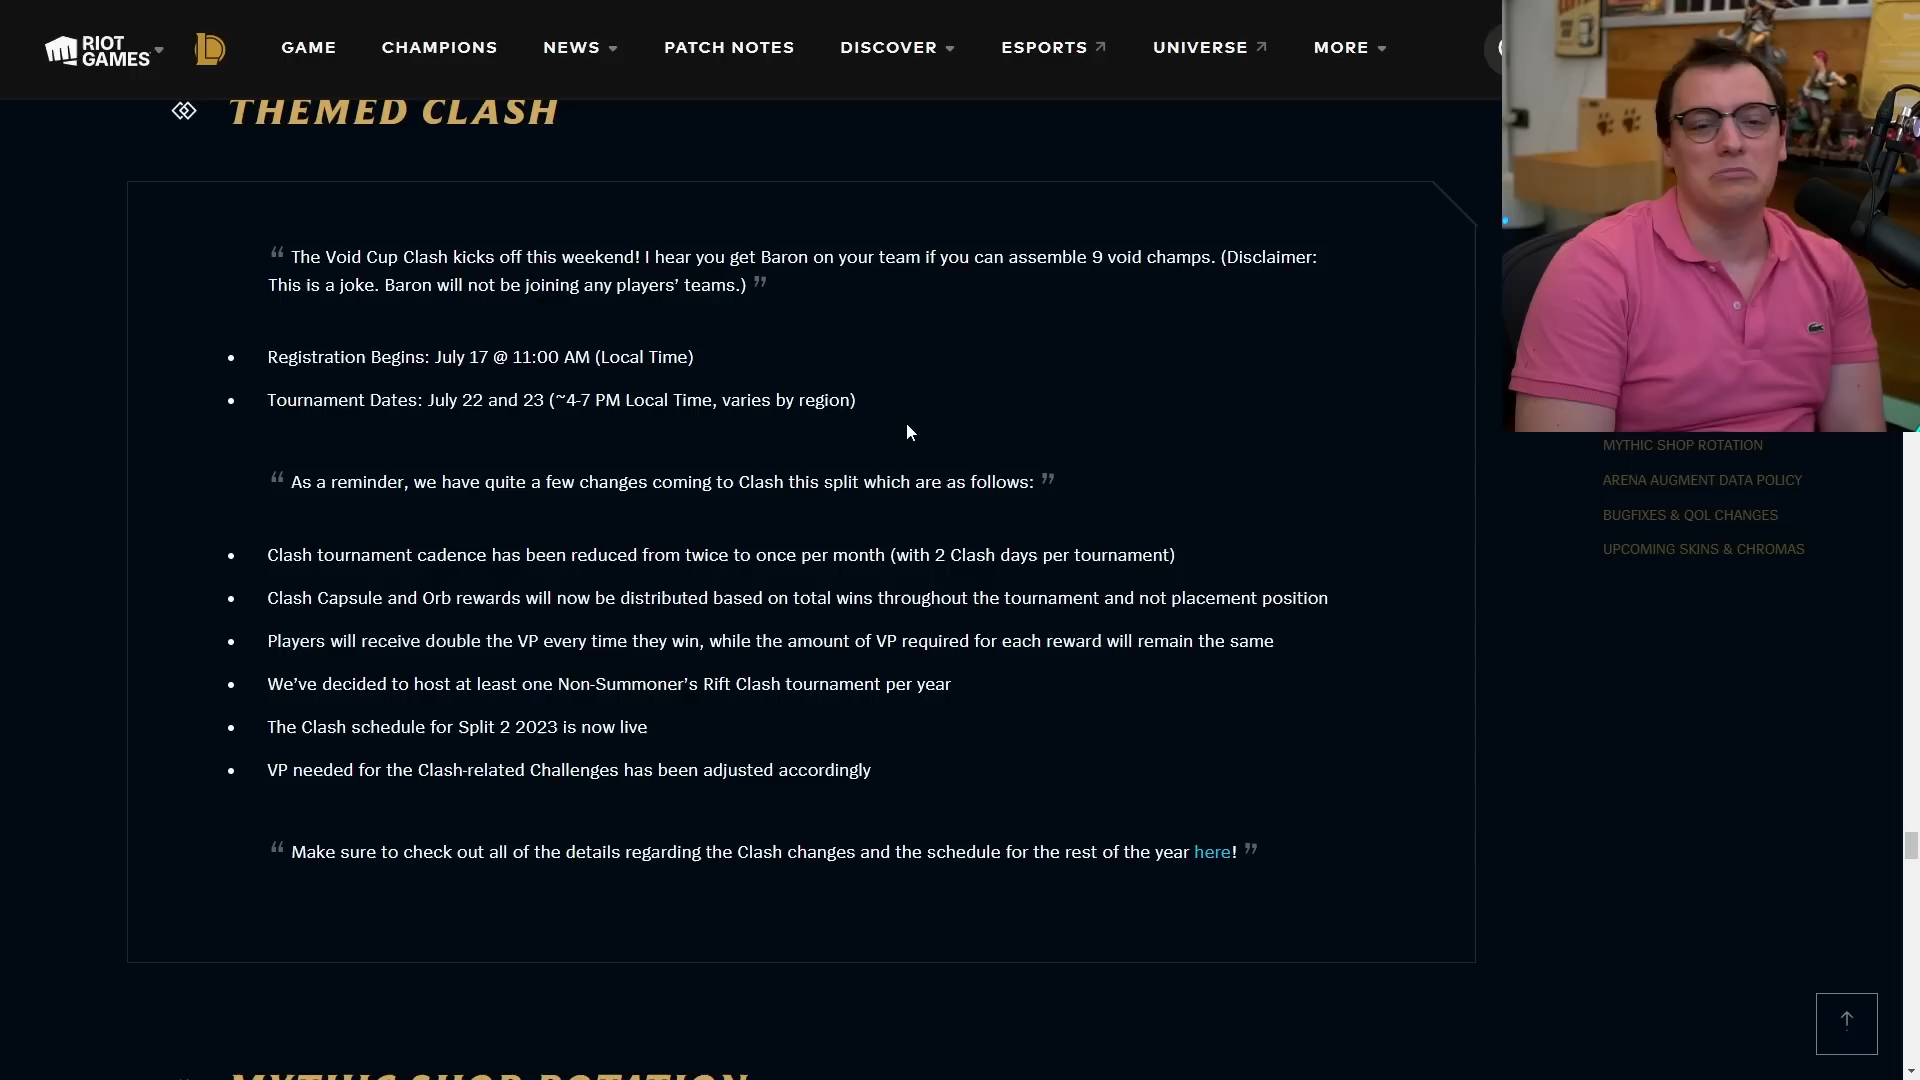 RIOT GAMES
GAME
CHAMPIONS
NEWS
PATCH NOTES
DISCOVER
ESPORTS
UNIVERSE
MORE
THEMED CLASH
“ The Void Cup Clash kicks off this weekend! I hear you get Baron on your team if you can assemble 9 void champs. (Disclaimer:
This is a joke. Baron will not be joining any players’ teams.) ”
• Registration Begins: July 17 @ 11:00 AM (Local Time)
• Tournament Dates: July 22 and 23 (~4-7 PM Local Time, varies by region)
“ As a reminder, we have quite a few changes coming to Clash this split which are as follows: ”
• Clash tournament cadence has been reduced from twice to once per month (with 2 Clash days per tournament)
• Clash Capsule and Orb rewards will now be distributed based on total wins throughout the tournament and not placement position
• Players will receive double the VP every time they win, while the amount of VP required for each reward will remain the same
• We’ve decided to host at least one Non-Summoner’s Rift Clash tournament per year
• The Clash schedule for Split 2 2023 is now live
• VP needed for the Clash-related Challenges has been adjusted accordingly
“ Make sure to check out all of the details regarding the Clash changes and the schedule for the rest of the year here! ”
MYTHIC SHOP ROTATION
MYTHIC SHOP ROTATION
ARENA AUGMENT DATA POLICY
BUGFIXES & QOL CHANGES
UPCOMING SKINS & CHROMAS